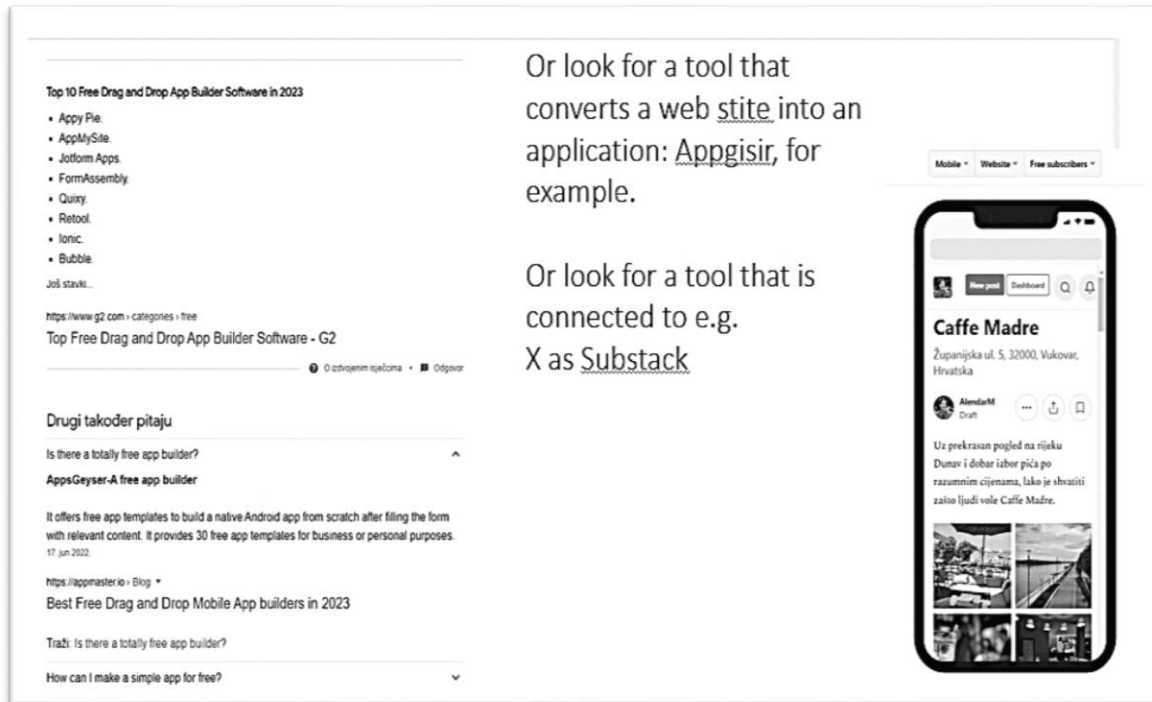 Top 10 Free Drag and Drop App Builder Software in 2023
• Appy Pie.
• AppMySite.
• Jotform Apps.
• FormAssembly.
• Quixy.
• Retool.
• Ionic.
• Bubble.
Još stavki...
https://www.g2.com › categories › free
Top Free Drag and Drop App Builder Software - G2
O izdvojenim isječcima • Odgovor
Drugi također pitaju
Is there a totally free app builder?
AppsGeyser-A free app builder
It offers free app templates to build a native Android app from scratch after filling the form
with relevant content. It provides 30 free app templates for business or personal purposes.
17. jun 2022.
https://appmaster.io › Blog
Best Free Drag and Drop Mobile App builders in 2023
Traži: Is there a totally free app builder?
How can I make a simple app for free?
Or look for a tool that
converts a web stite into an
application: Appgisir, for
example.
Or look for a tool that is
connected to e.g.
X as Substack
Mobile Website Free subscribers
New post Dashboard
Caffe Madre
Županijska ul. 5, 32000, Vukovar,
Hrvatska
AlendarM
Draft
Uz prekrasan pogled na rijeku
Dunav i dobar izbor pića po
razumnim cijenama, lako je shvatiti
zašto ljudi vole Caffe Madre.